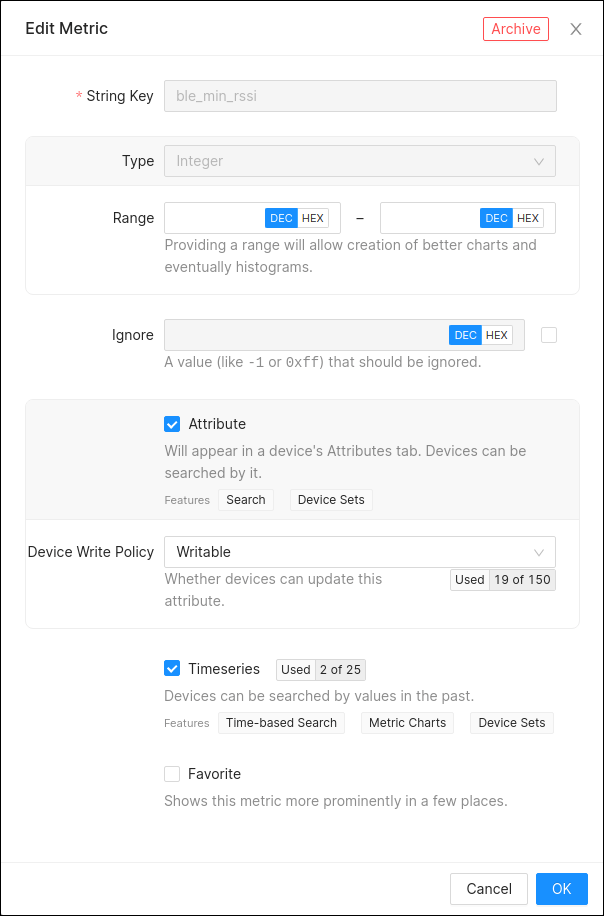 Edit Metric Archive
* String Key ble_min_rssi
Type Integer
Range DEC HEX – DEC HEX
Providing a range will allow creation of better charts and
eventually histograms.
Ignore DEC HEX
A value (like -1 or 0xff) that should be ignored.
Attribute
Will appear in a device's Attributes tab. Devices can be
searched by it.
Features Search Device Sets
Device Write Policy Writable
Whether devices can update this Used 19 of 150
attribute.
Timeseries Used 2 of 25
Devices can be searched by values in the past.
Features Time-based Search Metric Charts Device Sets
Favorite
Shows this metric more prominently in a few places.
Cancel OK